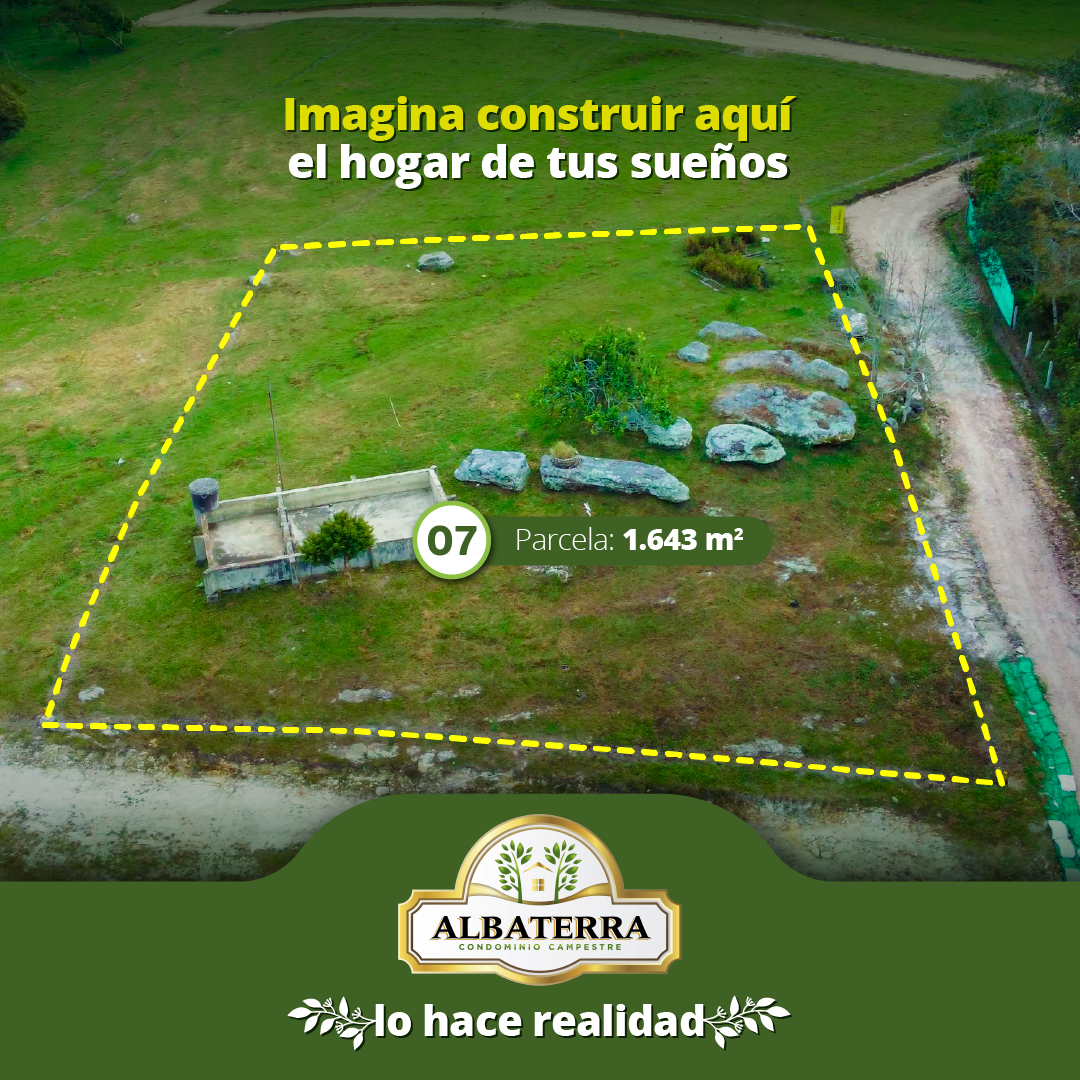 Imagina construir aquí
el hogar de tus sueños
07 Parcela: 1.643 m²
ALBATERRA
CONDOMINIO CAMPESTRE
lo hace realidad